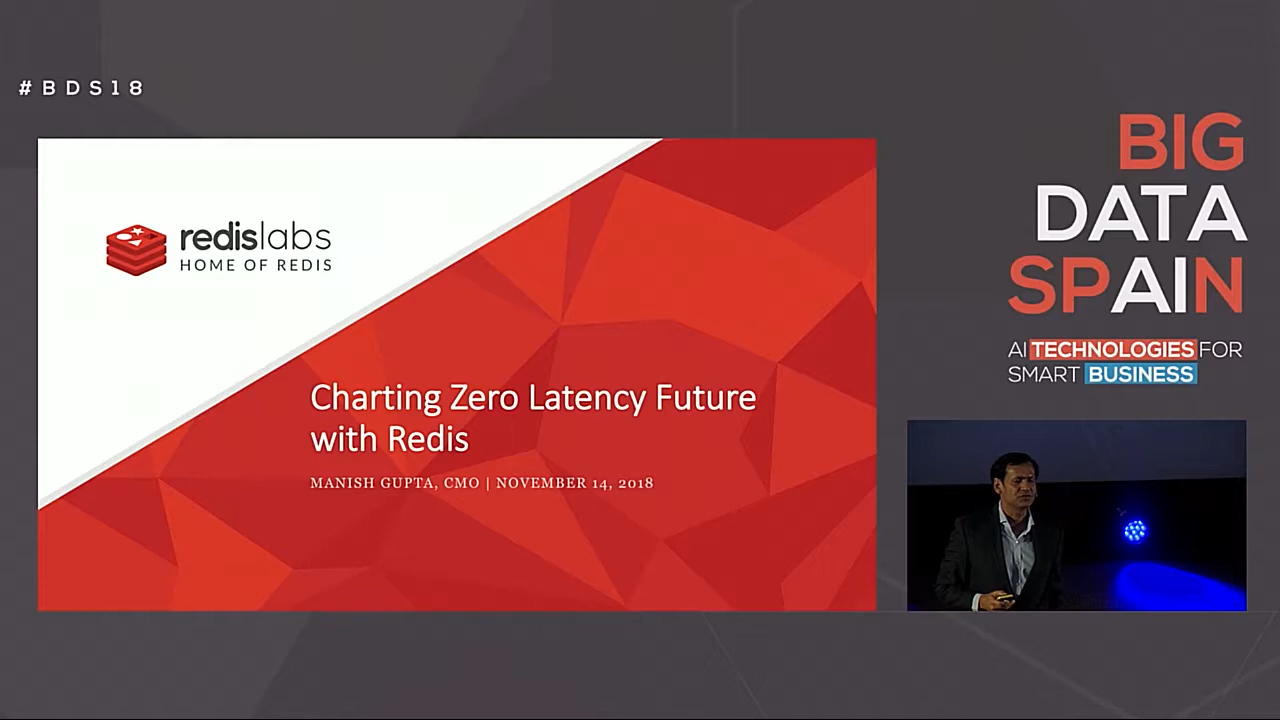 #BDS18
redislabs
HOME OF REDIS
Charting Zero Latency Future
with Redis
MANISH GUPTA, CMO | NOVEMBER 14, 2018
BIG
DATA
SPAIN
AI TECHNOLOGIES FOR
SMART BUSINESS